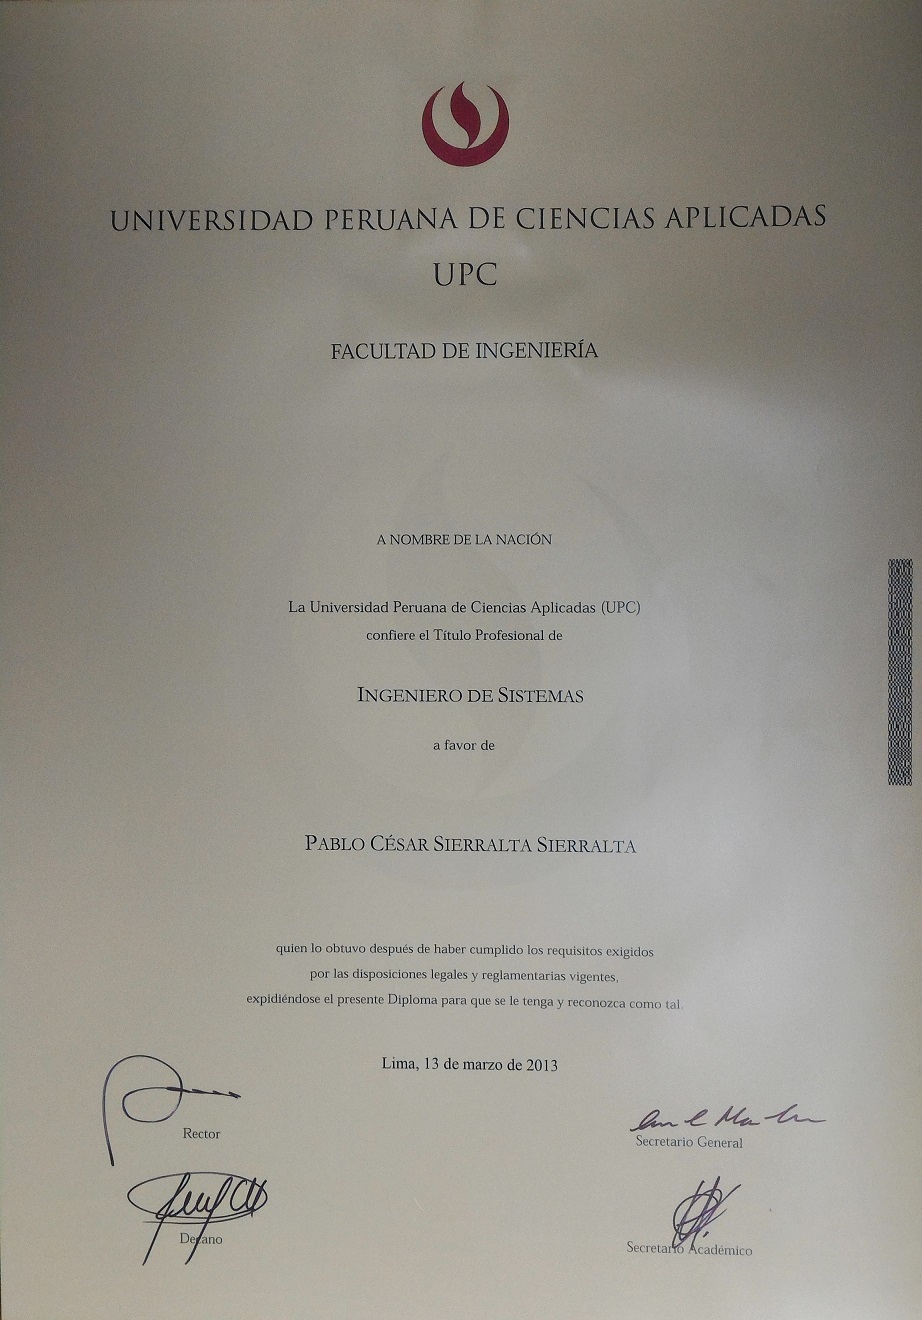 UNIVERSIDAD PERUANA DE CIENCIAS APLICADAS
UPC
FACULTAD DE INGENIERÍA
A NOMBRE DE LA NACIÓN
La Universidad Peruana de Ciencias Aplicadas (UPC)
confiere el Título Profesional de
INGENIERO DE SISTEMAS
a favor de
PABLO CÉSAR SIERRALTA SIERRALTA
quien lo obtuvo después de haber cumplido los requisitos exigidos
por las disposiciones legales y reglamentarias vigentes,
expidiéndose el presente Diploma para que se le tenga y reconozca como tal.
Lima, 13 de marzo de 2013
Rector
Secretario General
Decano
Secretario Académico